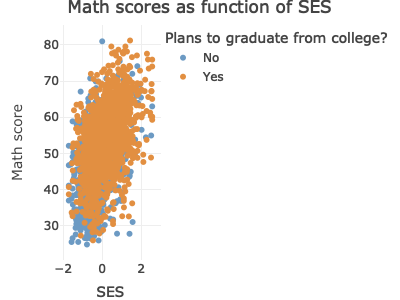 Math scores as function of SES
Plans to graduate from college?
No
Yes
Math score
80
70
60
50
40
30
−2
0
2
SES